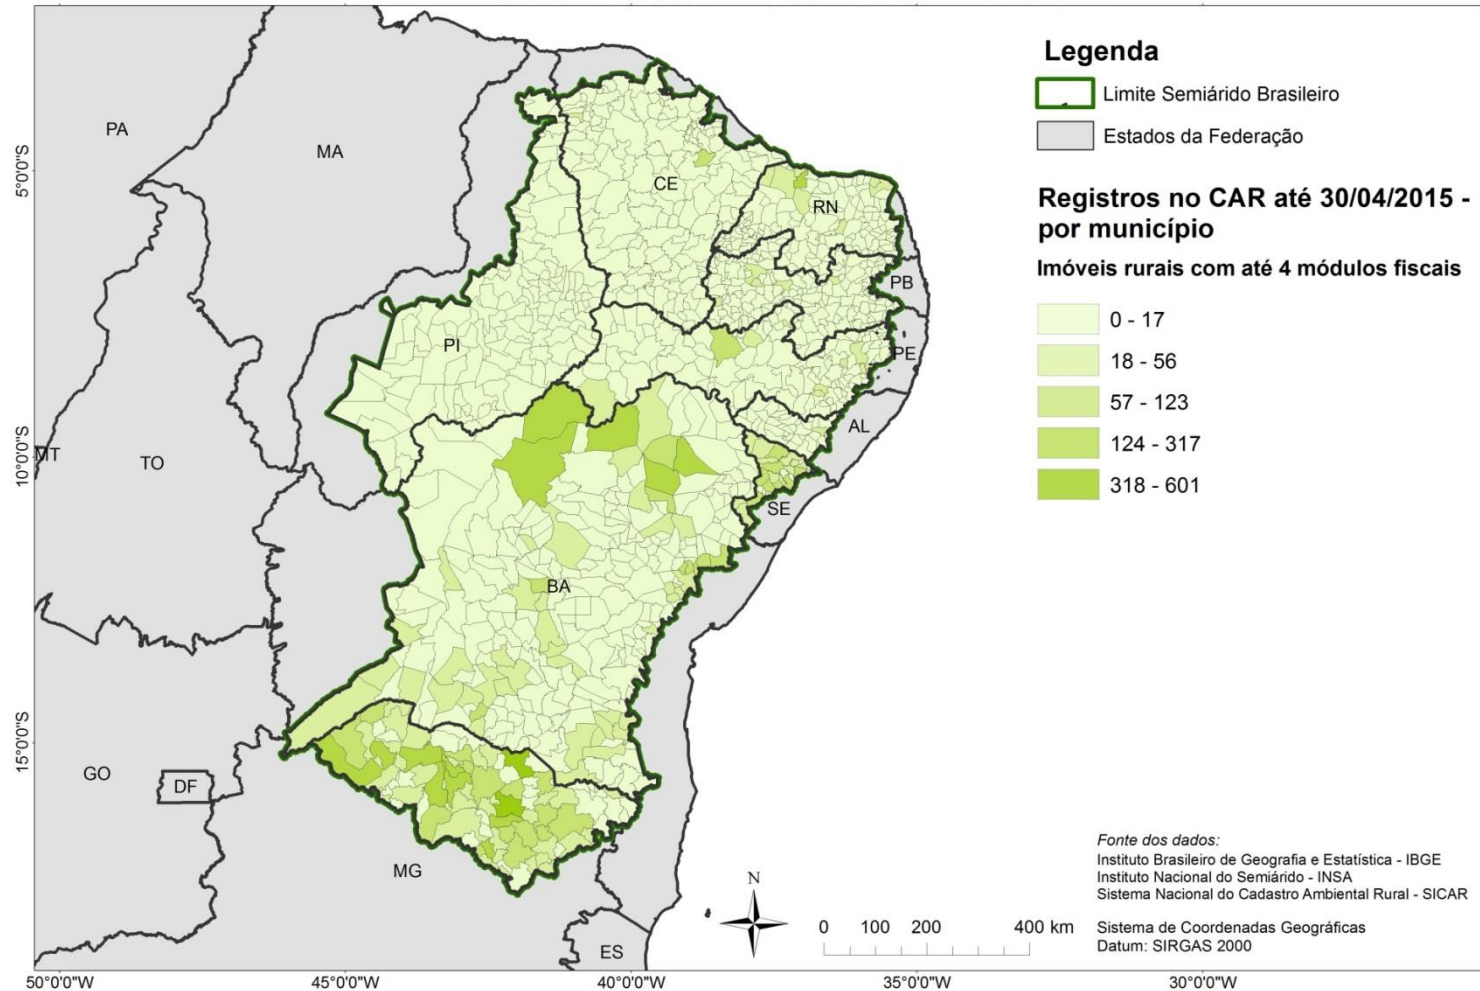 Legenda
Limite Semiárido Brasileiro
Estados da Federação
Registros no CAR até 30/04/2015 -
por município
Imóveis rurais com até 4 módulos fiscais
0 - 17
18 - 56
57 - 123
124 - 317
318 - 601
PA
MA
CE
RN
PB
PI
PE
AL
MT
TO
SE
BA
GO
DF
MG
ES
5°0'0"S
10°0'0"S
15°0'0"S
50°0'0"W
45°0'0"W
40°0'0"W
35°0'0"W
30°0'0"W
N
0 100 200 400 km
Fonte dos dados:
Instituto Brasileiro de Geografia e Estatística - IBGE
Instituto Nacional do Semiárido - INSA
Sistema Nacional do Cadastro Ambiental Rural - SICAR
Sistema de Coordenadas Geográficas
Datum: SIRGAS 2000